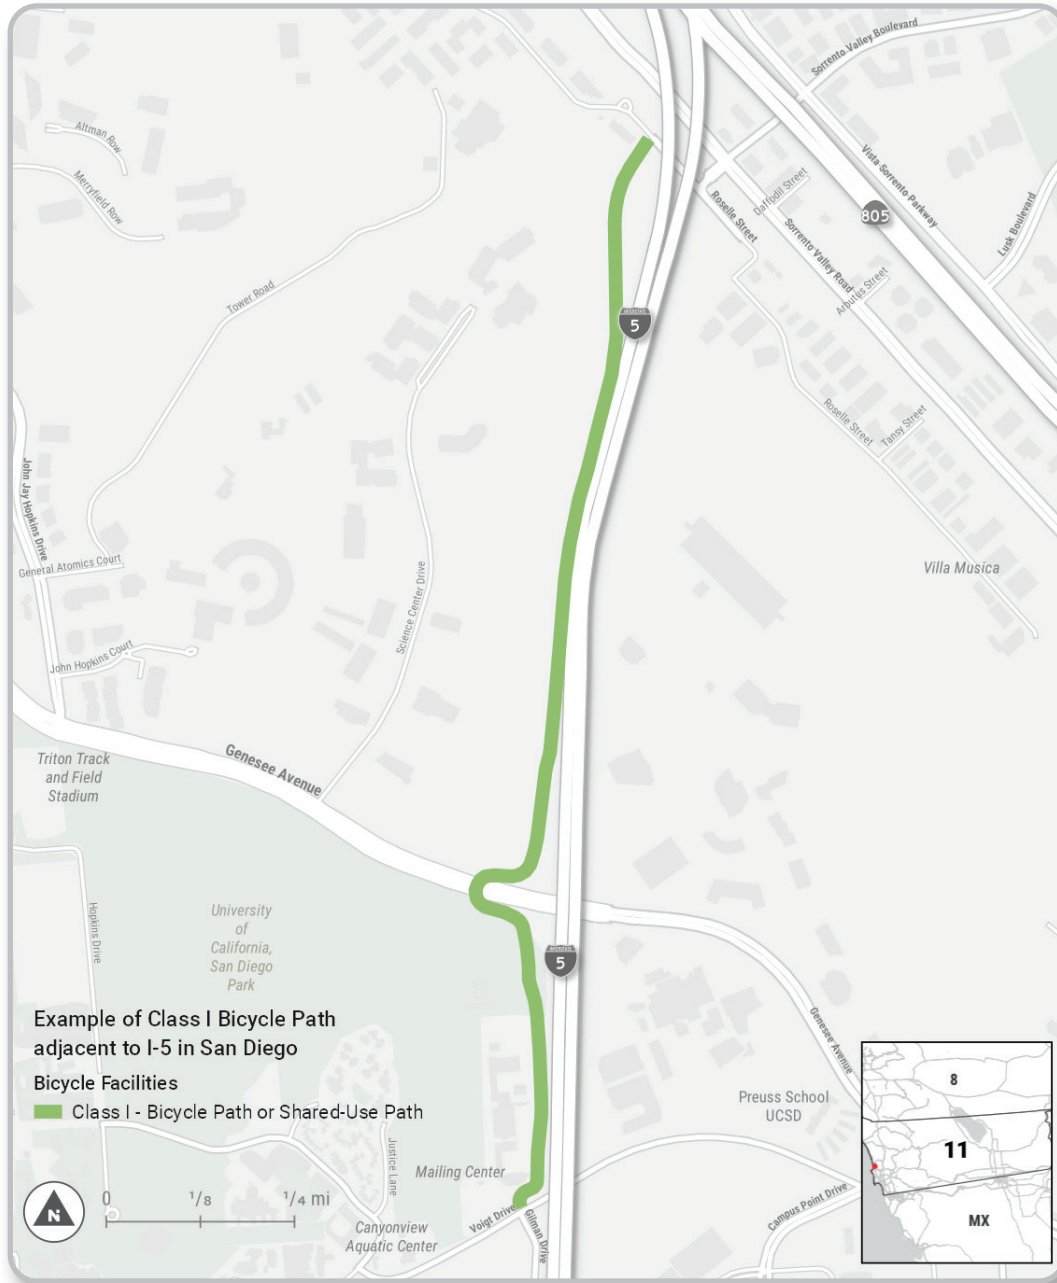 Sorrento Valley Boulevard
Altman Row
Merryfield Row
Vista Sorrento Parkway
Daffodil Street
Roselle Street
805
Lusk Boulevard
Sorrento Valley Road
Arbutus Street
Tower Road
INTERSTATE
5
Roselle Street
Tansy Street
John Jay Hopkins Drive
General Atomics Court
Villa Musica
Science Center Drive
John Hopkins Court
Genesee Avenue
Triton Track
and Field
Stadium
Hopkins Drive
University
of
California,
San Diego
Park
INTERSTATE
5
Genesee Avenue
Example of Class I Bicycle Path
adjacent to I-5 in San Diego
Bicycle Facilities
Class I - Bicycle Path or Shared-Use Path
Preuss School
UCSD
8
11
MX
Justice Lane
Mailing Center
Campus Point Drive
Voigt Drive
Gilman Drive
Canyonview
Aquatic Center
N
0
1/8
1/4 mi